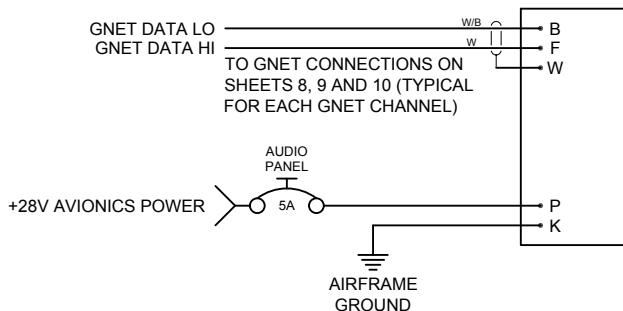 GNET DATA LO
W/B
B
GNET DATA HI
W
F
W
TO GNET CONNECTIONS ON
SHEETS 8, 9 AND 10 (TYPICAL
FOR EACH GNET CHANNEL)
AUDIO
PANEL
+28V AVIONICS POWER
5A
P
K
AIRFRAME
GROUND